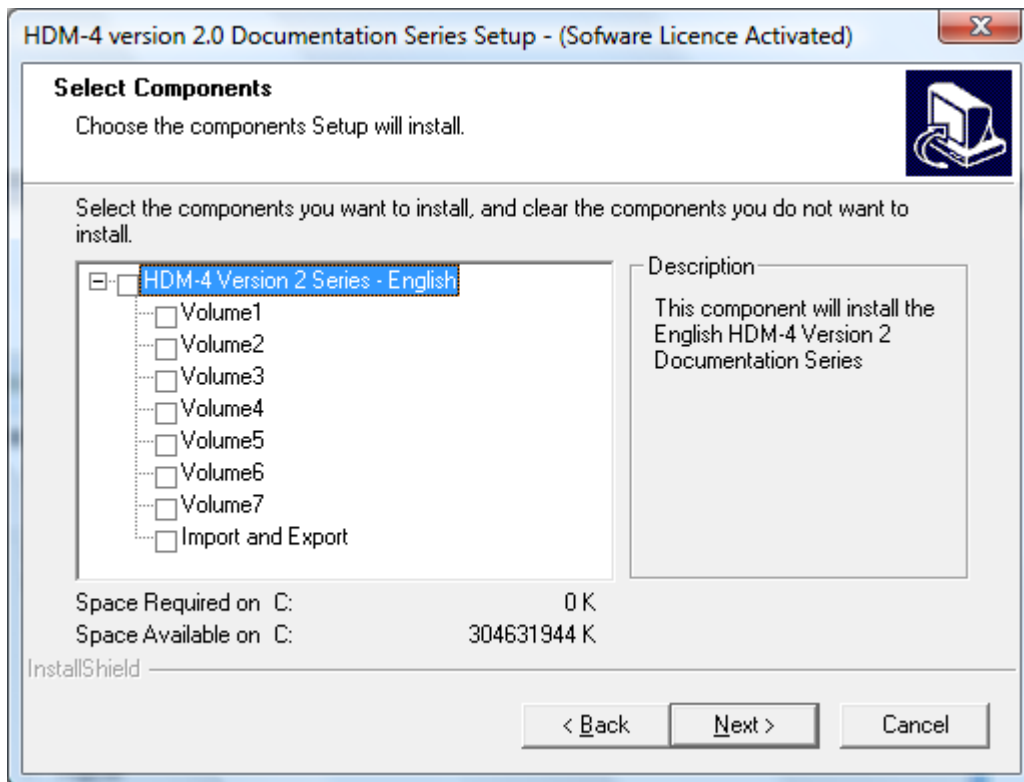 HDM-4 version 2.0 Documentation Series Setup - (Sofware Licence Activated)
Select Components
Choose the components Setup will install.
Select the components you want to install, and clear the components you do not want to
install.
HDM-4 Version 2 Series - English
Volume1
Volume2
Volume3
Volume4
Volume5
Volume6
Volume7
Import and Export
Description
This component will install the
English HDM-4 Version 2
Documentation Series
Space Required on C: 0 K
Space Available on C: 304631944 K
InstallShield
< Back Next > Cancel